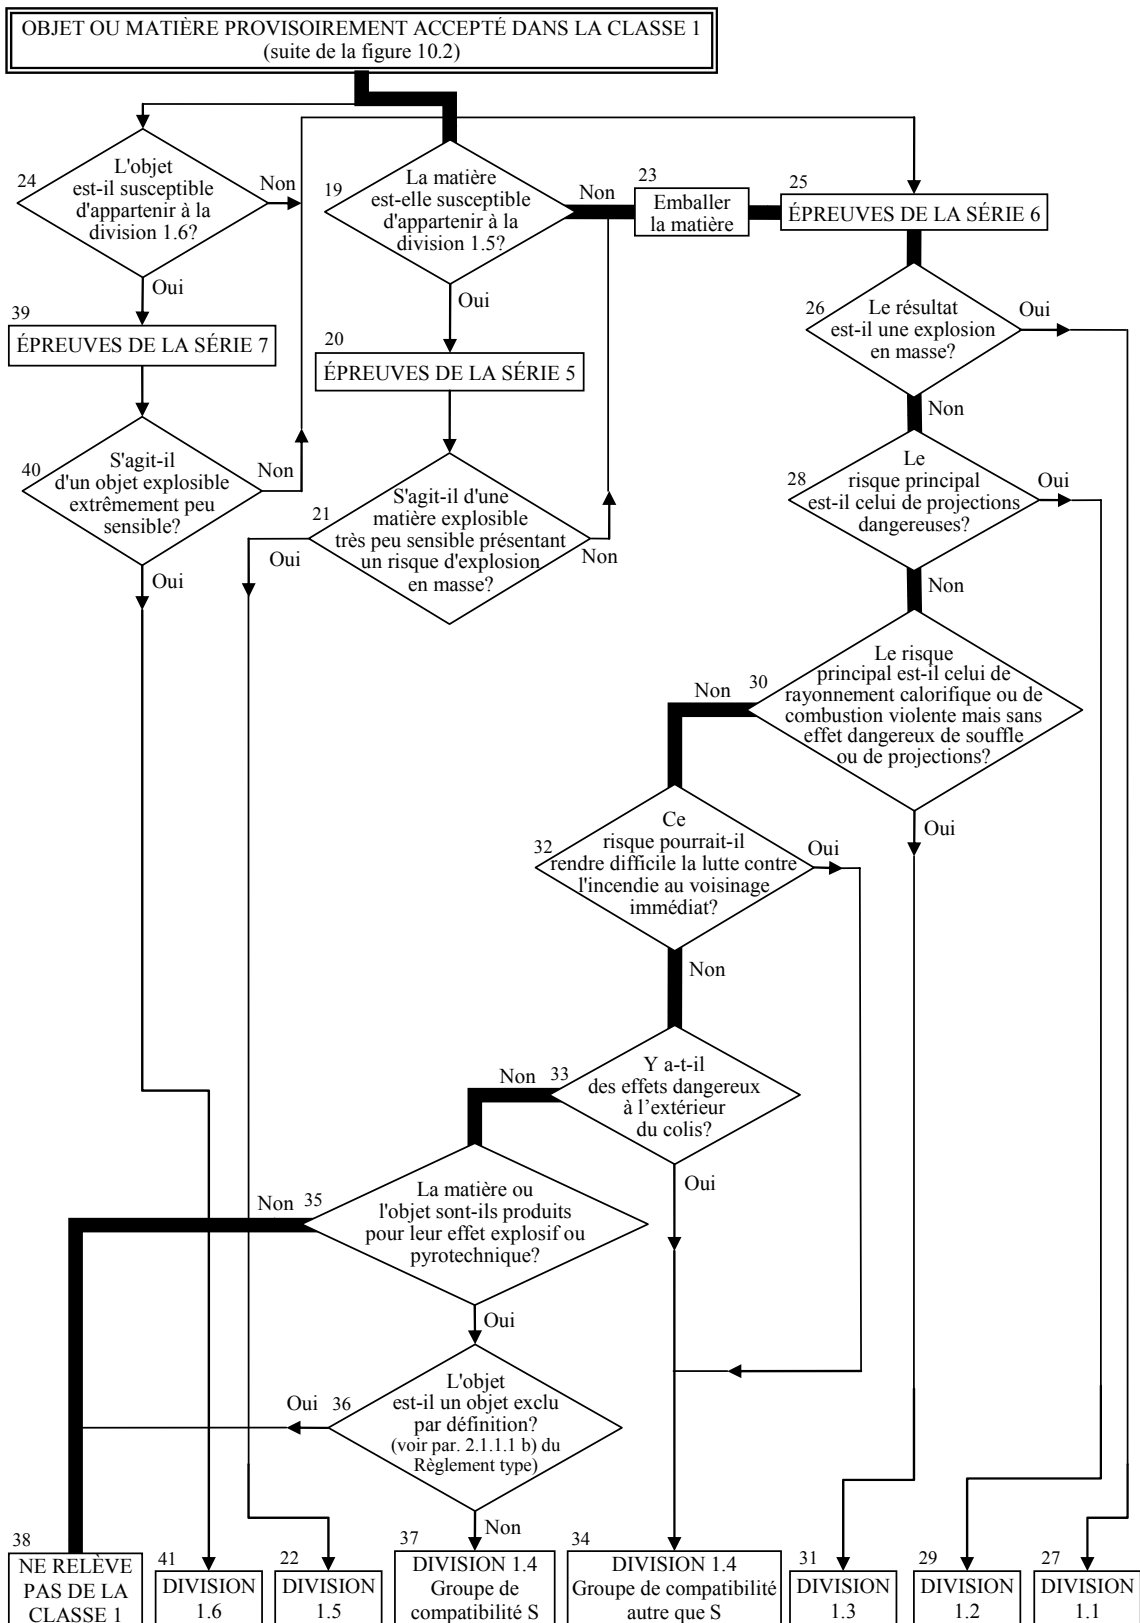 OBJET OU MATIÈRE PROVISOIREMENT ACCEPTÉ DANS LA CLASSE 1
(suite de la figure 10.2)
24
L'objet
est-il susceptible
d'appartenir à la
division 1.6?
Non
Oui
39
ÉPREUVES DE LA SÉRIE 7
40
S'agit-il
d'un objet explosible
extrêmement peu
sensible?
Non
Oui
19
La matière
est-elle susceptible
d'appartenir à la
division 1.5?
Non
Oui
20
ÉPREUVES DE LA SÉRIE 5
21
S'agit-il d'une
matière explosible
très peu sensible présentant
un risque d'explosion
en masse?
Oui
Non
23
Emballer
la matière
25
ÉPREUVES DE LA SÉRIE 6
26
Le résultat
est-il une explosion
en masse?
Oui
Non
28
Le
risque principal
est-il celui de projections
dangereuses?
Oui
Non
30
Le risque
principal est-il celui de
rayonnement calorifique ou de
combustion violente mais sans
effet dangereux de souffle
ou de projections?
Non
Oui
32
Ce
risque pourrait-il
rendre difficile la lutte contre
l'incendie au voisinage
immédiat?
Oui
Non
33
Y a-t-il
des effets dangereux
à l’extérieur
du colis?
Non
Oui
35
La matière ou
l'objet sont-ils produits
pour leur effet explosif ou
pyrotechnique?
Non
Oui
36
L'objet
est-il un objet exclu
par définition?
(voir par. 2.1.1.1 b) du
Règlement type)
Oui
Non
38
NE RELÈVE
PAS DE LA
CLASSE 1
41
DIVISION
1.6
22
DIVISION
1.5
37
DIVISION 1.4
Groupe de
compatibilité S
34
DIVISION 1.4
Groupe de compatibilité
autre que S
31
DIVISION
1.3
29
DIVISION
1.2
27
DIVISION
1.1